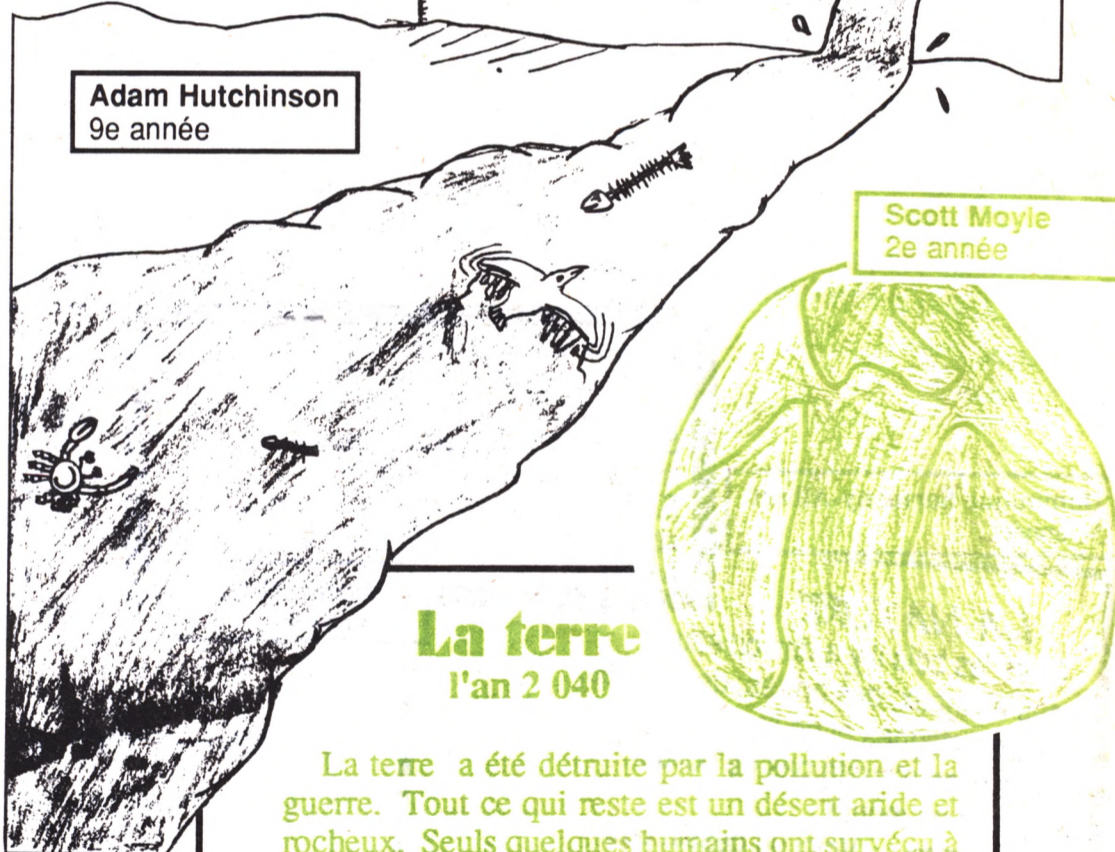 Adam Hutchinson
9e année
Scott Moyle
2e année
La terre
l'an 2 040
La terre a été détruite par la pollution et la
guerre. Tout ce qui reste est un désert aride et
rocheux. Seuls quelques humains ont survécu à